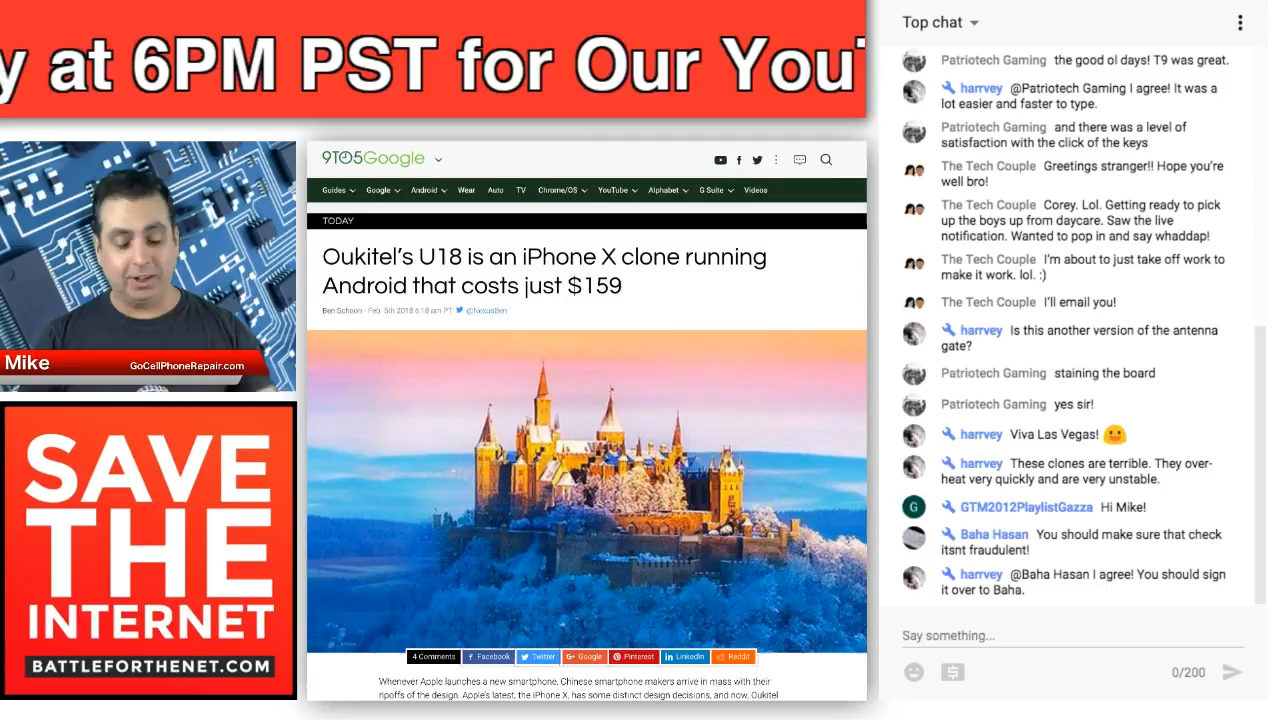 y at 6PM PST for Our You
Mike
GoCellPhoneRepair.com
SAVE
THE
INTERNET
BATTLEFORTHENET.COM
9TO5Google
Guides Google Android Wear Auto TV Chrome/OS YouTube Alphabet G Suite Videos
TODAY
Oukitel's U18 is an iPhone X clone running
Android that costs just $159
Ben Schoon - Feb. 5th 2018 6:18 am PT @NexusBen
4 Comments Facebook Twitter Google Pinterest LinkedIn Reddit
Whenever Apple launches a new smartphone, Chinese smartphone makers arrive in mass with their
ripoffs of the design. Apple's latest, the iPhone X, has some distinct design decisions, and now, Oukitel
Top chat
Patriotech Gaming the good ol days! T9 was great.
harrvey @Patriotech Gaming I agree! It was a
lot easier and faster to type.
Patriotech Gaming and there was a level of
satisfaction with the click of the keys
The Tech Couple Greetings stranger!! Hope you're
well bro!
The Tech Couple Corey. Lol. Getting ready to pick
up the boys up from daycare. Saw the live
notification. Wanted to pop in and say whaddap!
The Tech Couple I'm about to just take off work to
make it work. lol. :)
The Tech Couple I'll email you!
harrvey Is this another version of the antenna
gate?
Patriotech Gaming staining the board
Patriotech Gaming yes sir!
harrvey Viva Las Vegas!
harrvey These clones are terrible. They over-
heat very quickly and are very unstable.
G GTM2012PlaylistGazza Hi Mike!
Baha Hasan You should make sure that check
itsnt fraudulent!
harrvey @Baha Hasan I agree! You should sign
it over to Baha.
Say something...
0/200